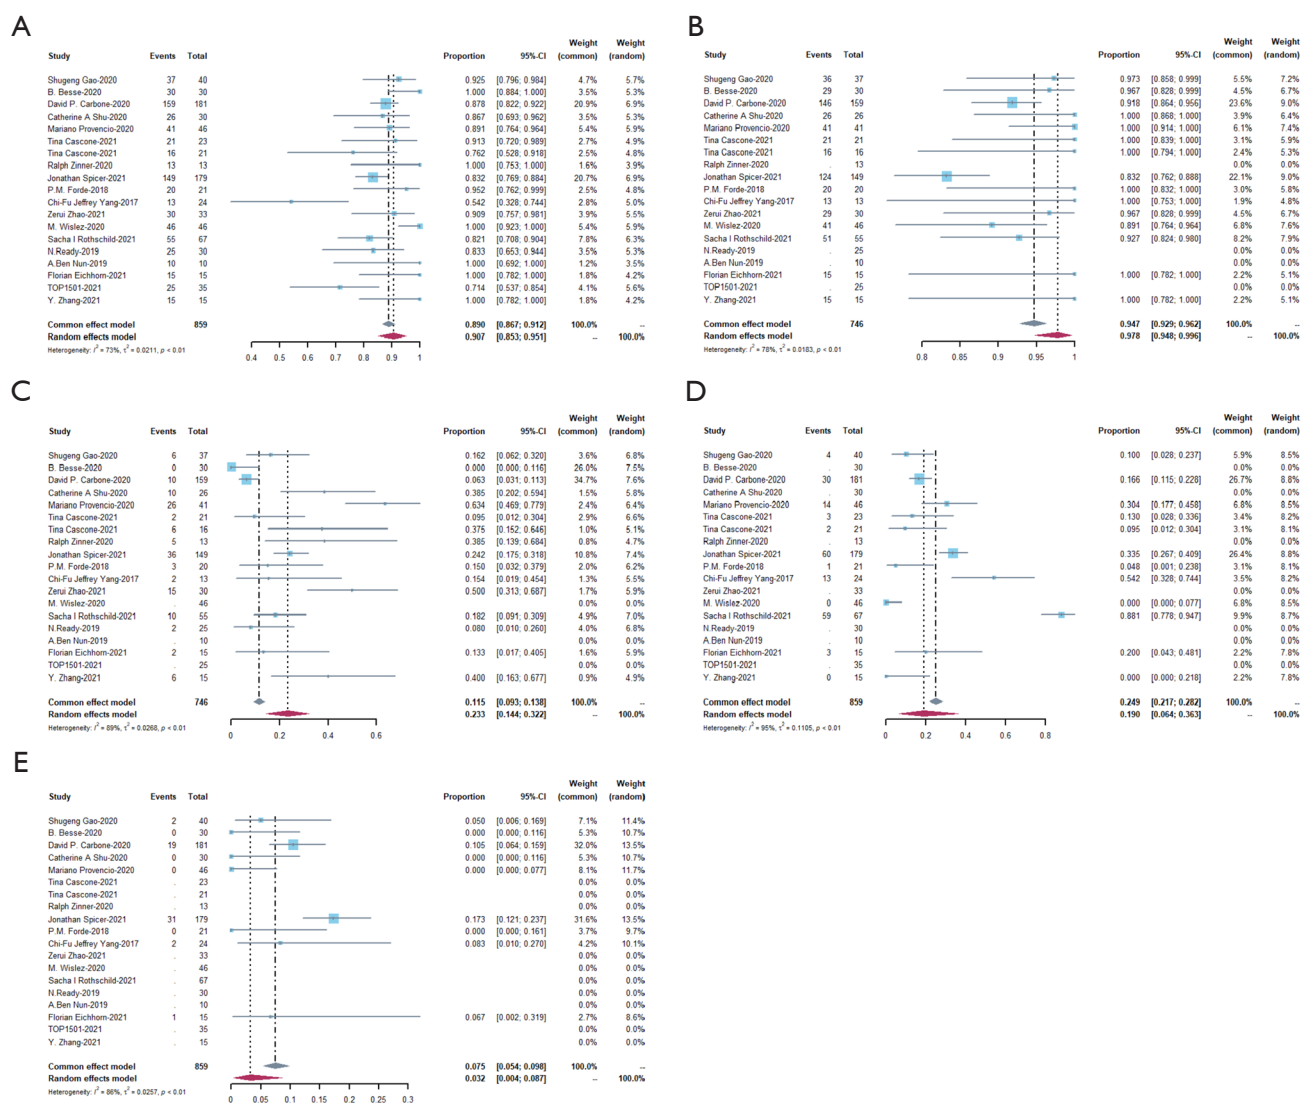 A
Weight Weight
Study Events Total Proportion 95%-CI (common) (random)
Shugeng Gao-2020 37 40 0.925 [0.796; 0.984] 4.7% 5.7%
B. Besse-2020 30 30 1.000 [0.884; 1.000] 3.5% 5.3%
David P. Carbone-2020 159 181 0.878 [0.822; 0.922] 20.9% 6.9%
Catherine A Shu-2020 26 30 0.867 [0.693; 0.962] 3.5% 5.3%
Mariano Provencio-2020 41 46 0.891 [0.764; 0.964] 5.4% 5.9%
Tina Cascone-2021 21 23 0.913 [0.720; 0.989] 2.7% 4.9%
Tina Cascone-2021 16 21 0.762 [0.528; 0.918] 2.5% 4.8%
Ralph Zinner-2020 13 13 1.000 [0.753; 1.000] 1.6% 3.9%
Jonathan Spicer-2021 149 179 0.832 [0.769; 0.884] 20.7% 6.9%
P.M. Forde-2018 20 21 0.952 [0.762; 0.999] 2.5% 4.8%
Chi-Fu Jeffrey Yang-2017 13 24 0.542 [0.328; 0.744] 2.8% 5.0%
Zerui Zhao-2021 30 33 0.909 [0.757; 0.981] 3.9% 5.5%
M. Wislez-2020 46 46 1.000 [0.923; 1.000] 5.4% 5.9%
Sacha I Rothschild-2021 55 67 0.821 [0.708; 0.904] 7.8% 6.3%
N.Ready-2019 25 30 0.833 [0.653; 0.944] 3.5% 5.3%
A.Ben Nun-2019 10 10 1.000 [0.692; 1.000] 1.2% 3.5%
Florian Eichhorn-2021 15 15 1.000 [0.782; 1.000] 1.8% 4.2%
TOP1501-2021 25 35 0.714 [0.537; 0.854] 4.1% 5.6%
Y. Zhang-2021 15 15 1.000 [0.782; 1.000] 1.8% 4.2%
Common effect model 859 0.890 [0.867; 0.912] 100.0% --
Random effects model 0.907 [0.853; 0.951] -- 100.0%
Heterogeneity: I² = 73%, τ² = 0.0211, p < 0.01
0.4 0.5 0.6 0.7 0.8 0.9 1
B
Weight Weight
Study Events Total Proportion 95%-CI (common) (random)
Shugeng Gao-2020 36 37 0.973 [0.858; 0.999] 5.5% 7.2%
B. Besse-2020 29 30 0.967 [0.828; 0.999] 4.5% 6.7%
David P. Carbone-2020 146 159 0.918 [0.864; 0.956] 23.6% 9.0%
Catherine A Shu-2020 26 26 1.000 [0.868; 1.000] 3.9% 6.4%
Mariano Provencio-2020 41 41 1.000 [0.914; 1.000] 6.1% 7.4%
Tina Cascone-2021 21 21 1.000 [0.839; 1.000] 3.2% 5.9%
Tina Cascone-2021 16 16 1.000 [0.794; 1.000] 2.4% 5.3%
Ralph Zinner-2020 . 13 0.0% 0.0%
Jonathan Spicer-2021 124 149 0.832 [0.762; 0.888] 22.1% 9.0%
P.M. Forde-2018 20 20 1.000 [0.832; 1.000] 3.0% 5.8%
Chi-Fu Jeffrey Yang-2017 13 13 1.000 [0.753; 1.000] 1.9% 4.8%
Zerui Zhao-2021 29 30 0.967 [0.828; 0.999] 4.5% 6.7%
M. Wislez-2020 41 46 0.891 [0.764; 0.964] 6.8% 7.6%
Sacha I Rothschild-2021 51 55 0.927 [0.824; 0.980] 8.2% 7.9%
N.Ready-2019 . 25 0.0% 0.0%
A.Ben Nun-2019 . 10 0.0% 0.0%
Florian Eichhorn-2021 15 15 1.000 [0.782; 1.000] 2.2% 5.1%
TOP1501-2021 . 25 0.0% 0.0%
Y. Zhang-2021 15 15 1.000 [0.782; 1.000] 2.2% 5.1%
Common effect model 746 0.947 [0.929; 0.962] 100.0% --
Random effects model 0.978 [0.948; 0.996] -- 100.0%
Heterogeneity: I² = 78%, τ² = 0.0183, p < 0.01
0.8 0.85 0.9 0.95 1
C
Weight Weight
Study Events Total Proportion 95%-CI (common) (random)
Shugeng Gao-2020 6 37 0.162 [0.062; 0.320] 3.6% 6.8%
B. Besse-2020 0 30 0.000 [0.000; 0.116] 26.0% 7.5%
David P. Carbone-2020 10 159 0.063 [0.031; 0.113] 34.7% 7.6%
Catherine A Shu-2020 10 26 0.385 [0.202; 0.594] 1.5% 5.8%
Mariano Provencio-2020 26 41 0.634 [0.469; 0.779] 2.4% 6.4%
Tina Cascone-2021 2 21 0.095 [0.012; 0.304] 2.9% 6.6%
Tina Cascone-2021 6 16 0.375 [0.152; 0.646] 1.0% 5.1%
Ralph Zinner-2020 5 13 0.385 [0.139; 0.684] 0.8% 4.7%
Jonathan Spicer-2021 36 149 0.242 [0.175; 0.318] 10.8% 7.4%
P.M. Forde-2018 3 20 0.150 [0.032; 0.379] 2.0% 6.2%
Chi-Fu Jeffrey Yang-2017 2 13 0.154 [0.019; 0.454] 1.3% 5.5%
Zerui Zhao-2021 15 30 0.500 [0.313; 0.687] 1.7% 5.9%
M. Wislez-2020 . 46 0.0% 0.0%
Sacha I Rothschild-2021 10 55 0.182 [0.091; 0.309] 4.9% 7.0%
N.Ready-2019 2 25 0.080 [0.010; 0.260] 4.0% 6.8%
A.Ben Nun-2019 . 10 0.0% 0.0%
Florian Eichhorn-2021 2 15 0.133 [0.017; 0.405] 1.6% 5.9%
TOP1501-2021 . 25 0.0% 0.0%
Y. Zhang-2021 6 15 0.400 [0.163; 0.677] 0.9% 4.9%
Common effect model 746 0.115 [0.093; 0.138] 100.0% --
Random effects model 0.233 [0.144; 0.322] -- 100.0%
Heterogeneity: I² = 89%, τ² = 0.0268, p < 0.01
0 0.2 0.4 0.6
D
Weight Weight
Study Events Total Proportion 95%-CI (common) (random)
Shugeng Gao-2020 4 40 0.100 [0.028; 0.237] 5.9% 8.5%
B. Besse-2020 . 30 0.0% 0.0%
David P. Carbone-2020 30 181 0.166 [0.115; 0.228] 26.7% 8.9%
Catherine A Shu-2020 . 30 0.0% 0.0%
Mariano Provencio-2020 14 46 0.304 [0.177; 0.458] 6.8% 8.5%
Tina Cascone-2021 3 23 0.130 [0.028; 0.336] 3.4% 8.2%
Tina Cascone-2021 2 21 0.095 [0.012; 0.304] 3.1% 8.1%
Ralph Zinner-2020 . 13 0.0% 0.0%
Jonathan Spicer-2021 60 179 0.335 [0.267; 0.409] 26.4% 8.9%
P.M. Forde-2018 1 21 0.048 [0.001; 0.238] 3.1% 8.1%
Chi-Fu Jeffrey Yang-2017 13 24 0.542 [0.328; 0.744] 3.5% 8.2%
Zerui Zhao-2021 . 33 0.0% 0.0%
M. Wislez-2020 0 46 0.000 [0.000; 0.077] 6.8% 8.5%
Sacha I Rothschild-2021 59 67 0.881 [0.778; 0.947] 9.9% 8.7%
N.Ready-2019 . 30 0.0% 0.0%
A.Ben Nun-2019 . 10 0.0% 0.0%
Florian Eichhorn-2021 3 15 0.200 [0.043; 0.481] 2.2% 7.8%
TOP1501-2021 . 35 0.0% 0.0%
Y. Zhang-2021 0 15 0.000 [0.000; 0.218] 2.2% 7.8%
Common effect model 859 0.249 [0.217; 0.282] 100.0% --
Random effects model 0.190 [0.064; 0.363] -- 100.0%
Heterogeneity: I² = 95%, τ² = 0.1105, p < 0.01
0 0.2 0.4 0.6 0.8
E
Weight Weight
Study Events Total Proportion 95%-CI (common) (random)
Shugeng Gao-2020 2 40 0.050 [0.006; 0.169] 7.1% 11.4%
B. Besse-2020 0 30 0.000 [0.000; 0.116] 5.3% 10.7%
David P. Carbone-2020 19 181 0.105 [0.064; 0.159] 32.0% 13.5%
Catherine A Shu-2020 0 30 0.000 [0.000; 0.116] 5.3% 10.7%
Mariano Provencio-2020 0 46 0.000 [0.000; 0.077] 8.1% 11.7%
Tina Cascone-2021 . 23 0.0% 0.0%
Tina Cascone-2021 . 21 0.0% 0.0%
Ralph Zinner-2020 . 13 0.0% 0.0%
Jonathan Spicer-2021 31 179 0.173 [0.121; 0.237] 31.6% 13.5%
P.M. Forde-2018 0 21 0.000 [0.000; 0.161] 3.7% 9.7%
Chi-Fu Jeffrey Yang-2017 2 24 0.083 [0.010; 0.270] 4.2% 10.1%
Zerui Zhao-2021 . 33 0.0% 0.0%
M. Wislez-2020 . 46 0.0% 0.0%
Sacha I Rothschild-2021 . 67 0.0% 0.0%
N.Ready-2019 . 30 0.0% 0.0%
A.Ben Nun-2019 . 10 0.0% 0.0%
Florian Eichhorn-2021 1 15 0.067 [0.002; 0.319] 2.7% 8.6%
TOP1501-2021 . 35 0.0% 0.0%
Y. Zhang-2021 . 15 0.0% 0.0%
Common effect model 859 0.075 [0.054; 0.098] 100.0% --
Random effects model 0.032 [0.004; 0.087] -- 100.0%
Heterogeneity: I² = 86%, τ² = 0.0257, p < 0.01
0 0.05 0.1 0.15 0.2 0.25 0.3